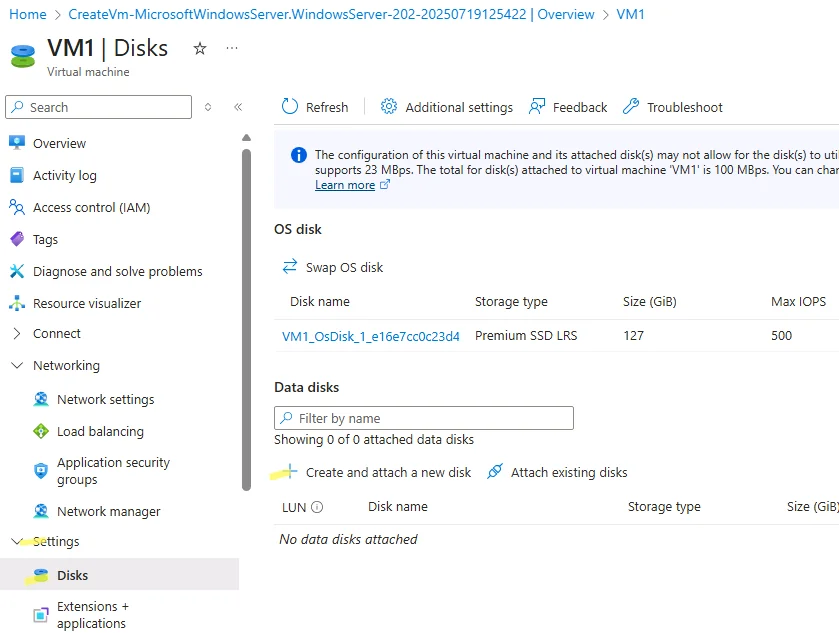 Home > CreateVm-MicrosoftWindowsServer.WindowsServer-202-20250719125422 | Overview > VM1
VM1 | Disks
Virtual machine
Search
Refresh
Additional settings
Feedback
Troubleshoot
Overview
Activity log
Access control (IAM)
Tags
Diagnose and solve problems
Resource visualizer
Connect
Networking
Network settings
Load balancing
Application security
groups
Network manager
Settings
Disks
Extensions +
applications
The configuration of this virtual machine and its attached disk(s) may not allow for the disk(s) to uti
supports 23 MBps. The total for disk(s) attached to virtual machine 'VM1' is 100 MBps. You can chan
Learn more
OS disk
Swap OS disk
Disk name Storage type Size (GiB) Max IOPS
VM1_OsDisk_1_e16e7cc0c23d4 Premium SSD LRS 127 500
Data disks
Filter by name
Showing 0 of 0 attached data disks
Create and attach a new disk Attach existing disks
LUN Disk name Storage type Size (GiB)
No data disks attached